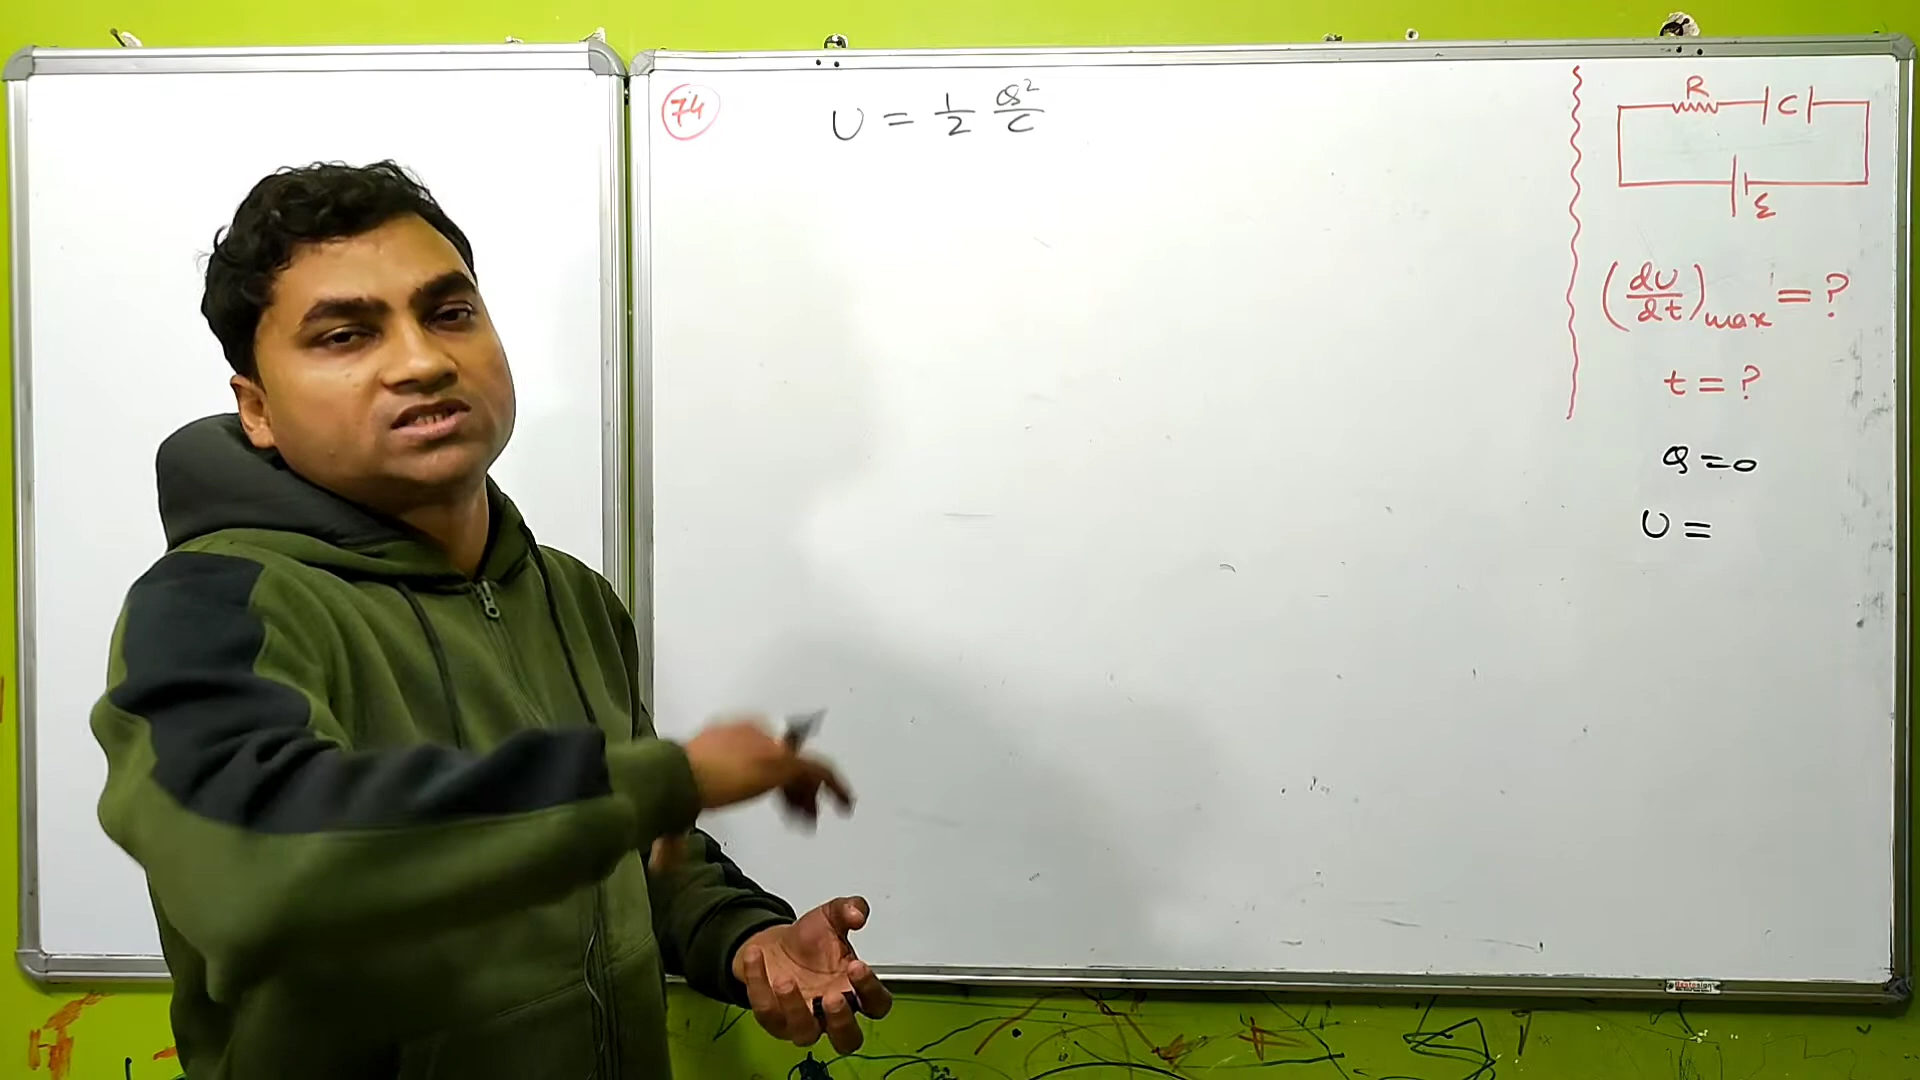 74
U = 1/2 Q²/C
R
C
ε
(dU/dt)max = ?
t = ?
Q = 0
U =